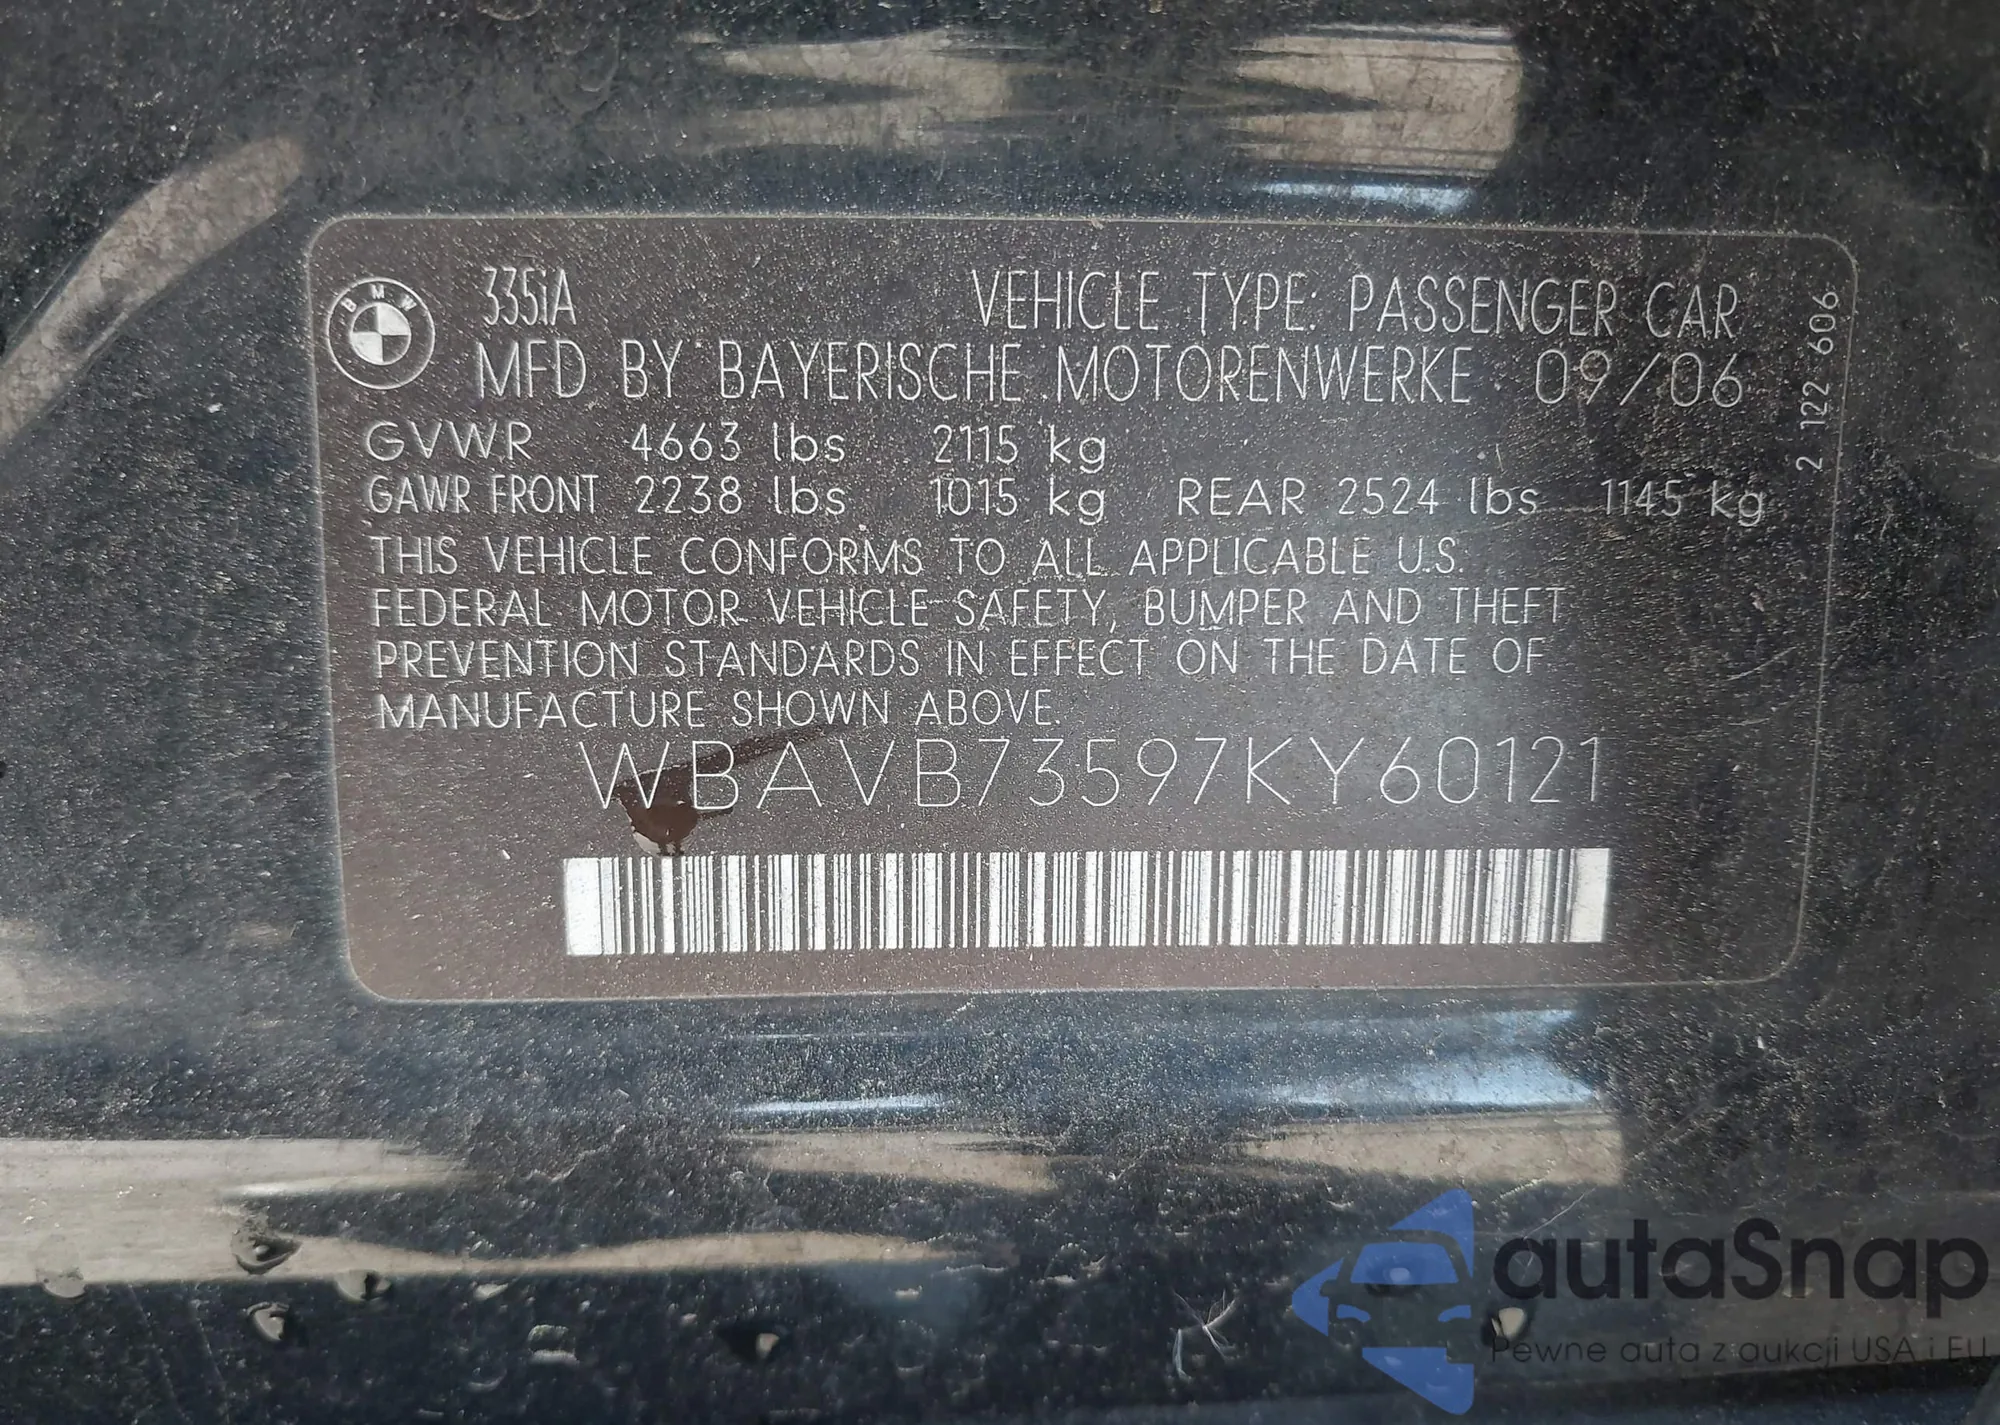 BMW
335iA VEHICLE TYPE: PASSENGER CAR
MFD BY BAYERISCHE MOTORENWERKE 09/06
GVWR 4663 lbs 2115 kg
GAWR FRONT 2238 lbs 1015 kg REAR 2524 lbs 1145 kg
THIS VEHICLE CONFORMS TO ALL APPLICABLE U.S.
FEDERAL MOTOR VEHICLE SAFETY, BUMPER AND THEFT
PREVENTION STANDARDS IN EFFECT ON THE DATE OF
MANUFACTURE SHOWN ABOVE.
WBAVB73597KY60121
2 122 606
autaSnap
Pewne auta z aukcji USA i EU